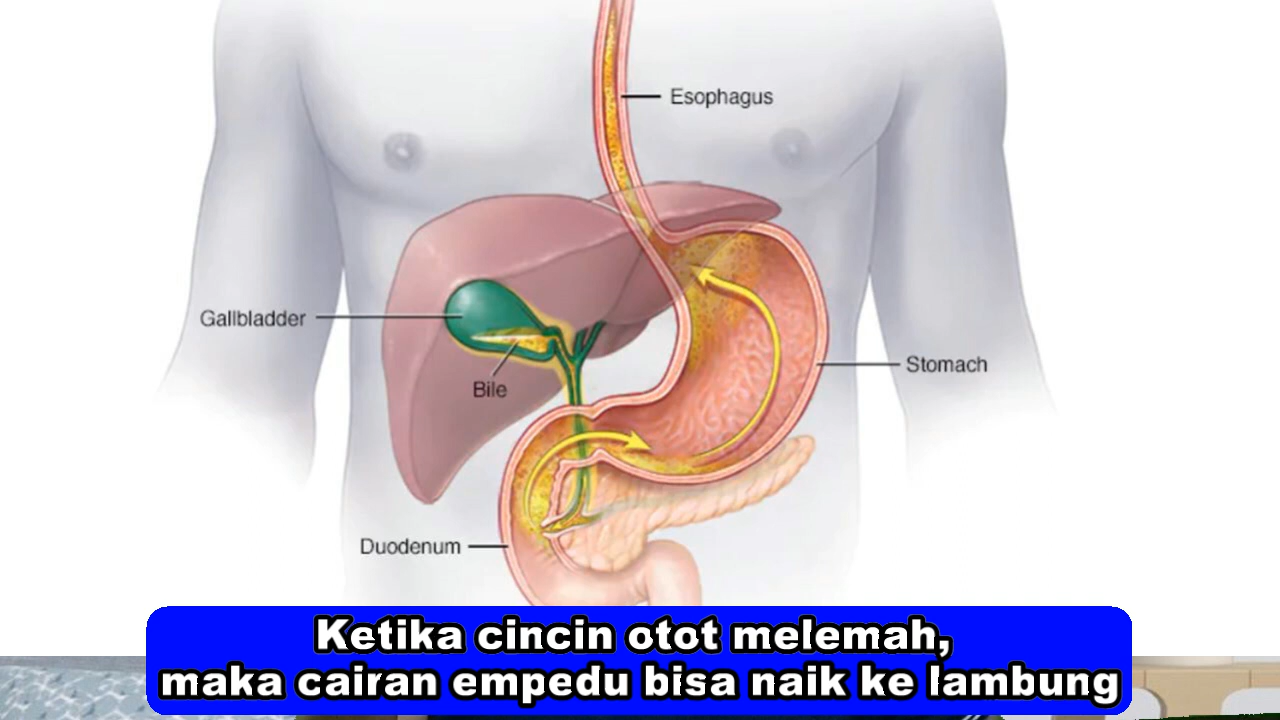 Esophagus
Gallbladder
Bile
Stomach
Duodenum
Ketika cincin otot melemah,
maka cairan empedu bisa naik ke lambung